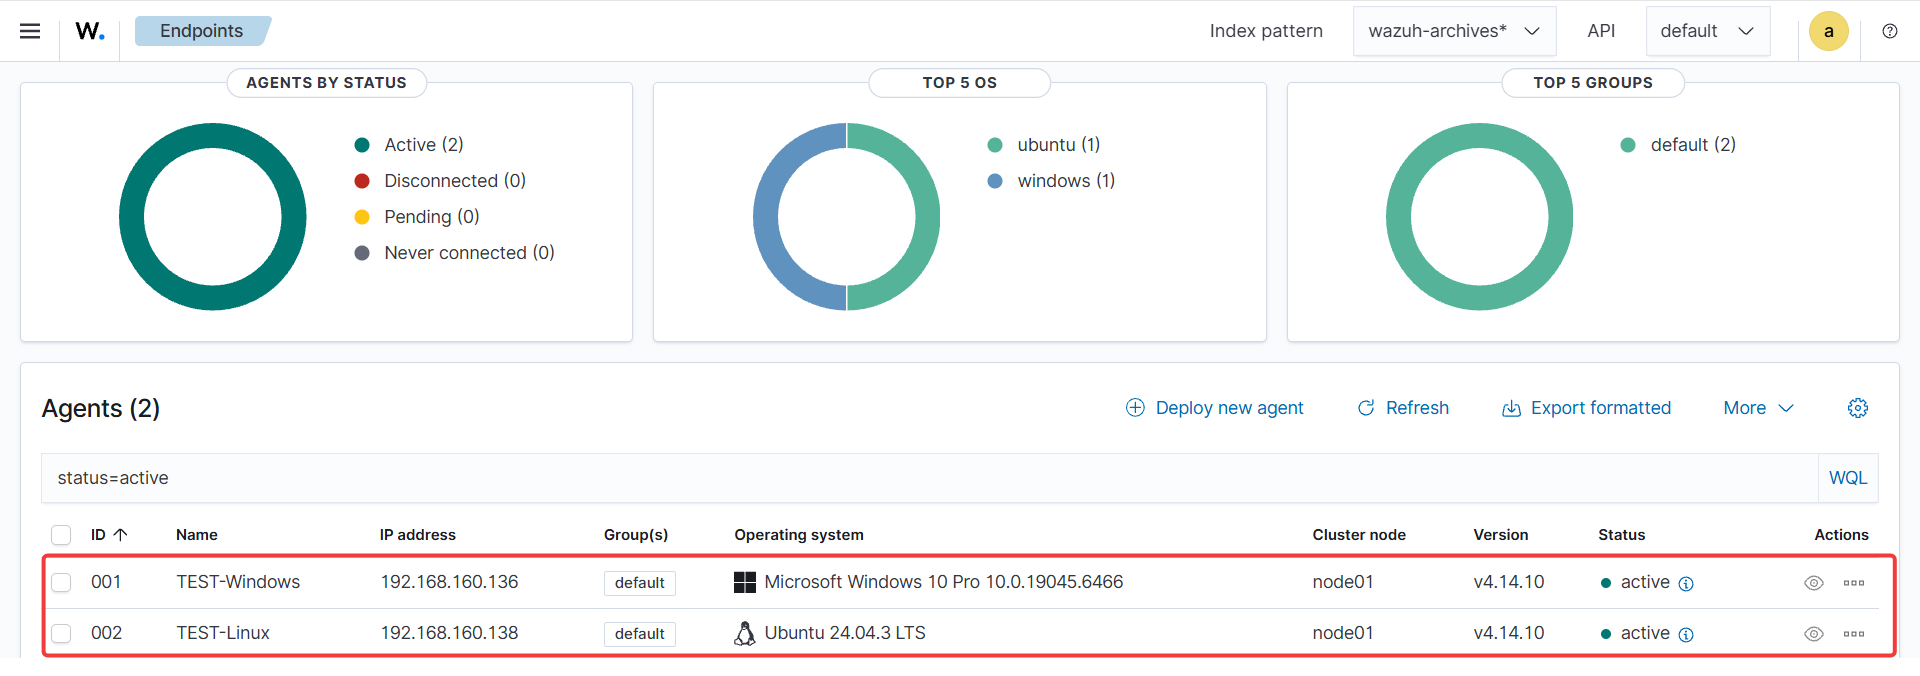 W. Endpoints Index pattern wazuh-archives* API default a
AGENTS BY STATUS TOP 5 OS TOP 5 GROUPS
Active (2)
Disconnected (0)
Pending (0)
Never connected (0)
ubuntu (1)
windows (1)
default (2)
Agents (2) Deploy new agent Refresh Export formatted More
status=active WQL
ID Name IP address Group(s) Operating system Cluster node Version Status Actions
001 TEST-Windows 192.168.160.136 default Microsoft Windows 10 Pro 10.0.19045.6466 node01 v4.14.10 active
002 TEST-Linux 192.168.160.138 default Ubuntu 24.04.3 LTS node01 v4.14.10 active